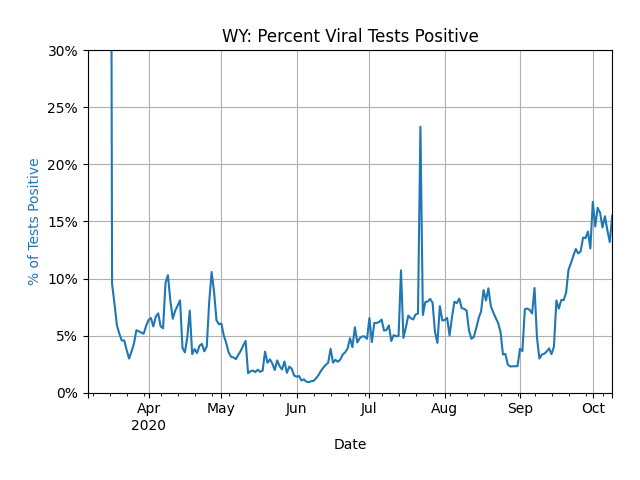 WY: Percent Viral Tests Positive
30%
25%
20%
15%
10%
5%
0%
% of Tests Positive
Apr May Jun Jul Aug Sep Oct
2020
Date